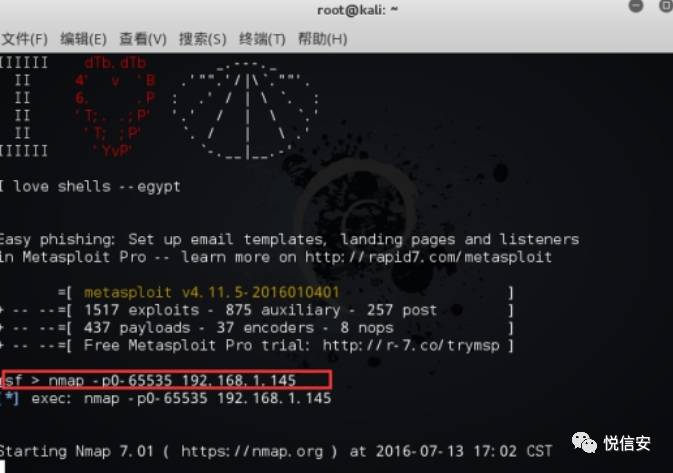 root@kali: ~
文件(F) 编辑(E) 查看(V) 搜索(S) 终端(T) 帮助(H)
IIIIII dTb.dTb _.---._
II 4' v 'B .'"".'/|\`.""'.
II 6. .P : .' / | \ `. :
II 'T;. .;P' '.' / | \ `.'
II 'T; ;P' `. / | \ .'
IIIIII 'YvP' `-.__|__.-'
I love shells --egypt
Easy phishing: Set up email templates, landing pages and listeners
in Metasploit Pro -- learn more on http://rapid7.com/metasploit
=[ metasploit v4.11.5-2016010401 ]
+ -- --=[ 1517 exploits - 875 auxiliary - 257 post ]
+ -- --=[ 437 payloads - 37 encoders - 8 nops ]
+ -- --=[ Free Metasploit Pro trial: http://r-7.co/trymsp ]
msf > nmap -p0-65535 192.168.1.145
[*] exec: nmap -p0-65535 192.168.1.145
Starting Nmap 7.01 ( https://nmap.org ) at 2016-07-13 17:02 CST
悦信安